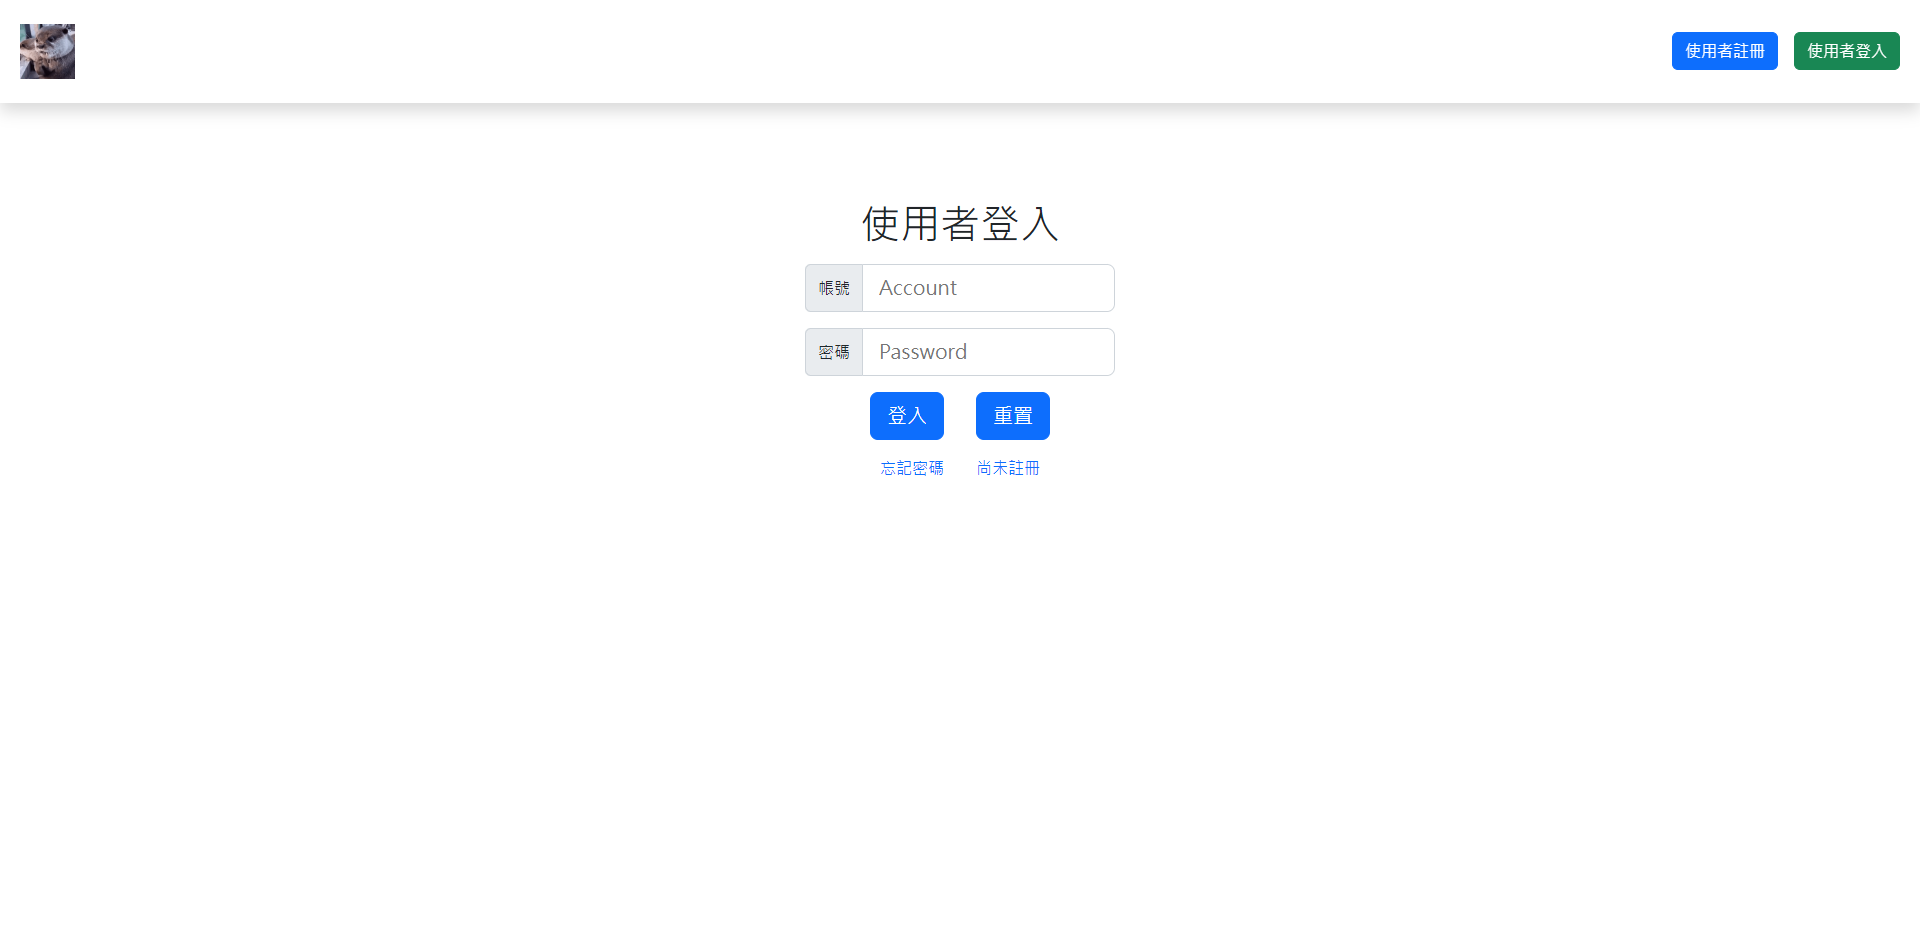 使用者註冊 使用者登入
使用者登入
帳號 Account
密碼 Password
登入 重置
忘記密碼 尚未註冊